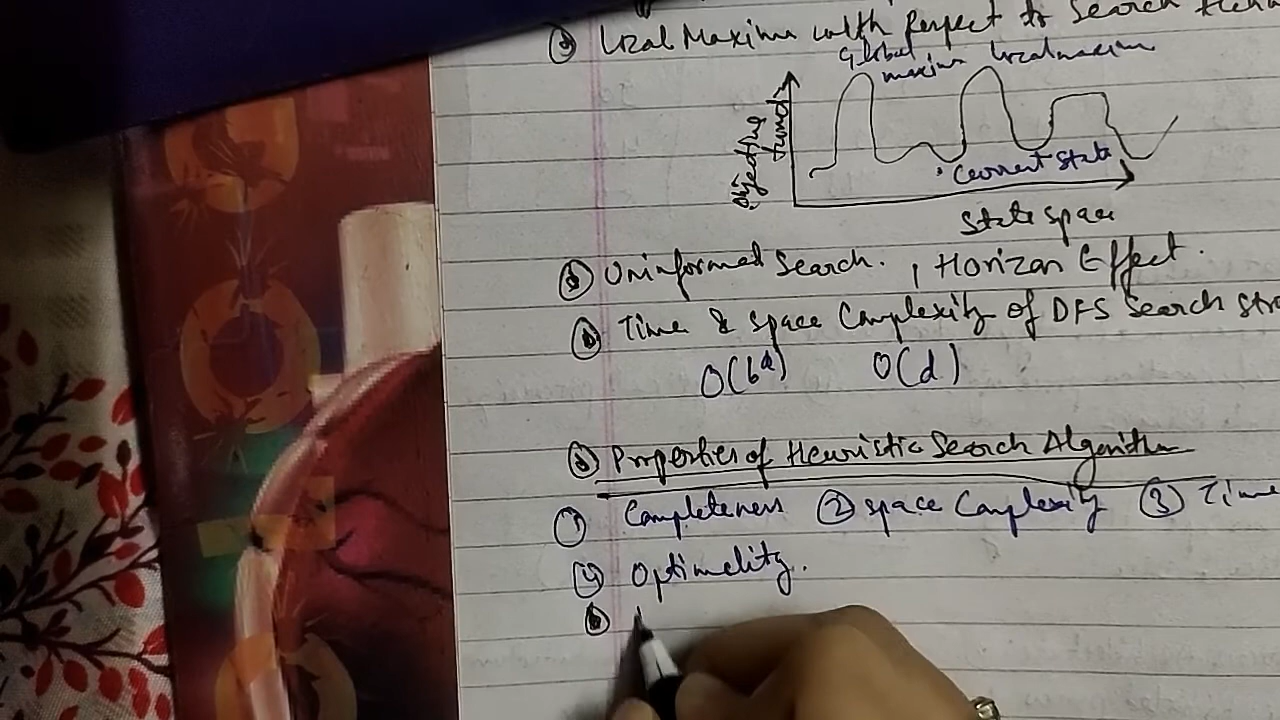 Local Maxima with Respect to Search
Global maxima Local maxima
Objective function
Current State
State space
Uninformed Search. , Horizon Effect.
Time & space Complexity of DFS Search
O(b^d) O(d)
Properties of Heuristic Search Algorithm
① Completeness ② space Complexity ③ Time
④ Optimality.